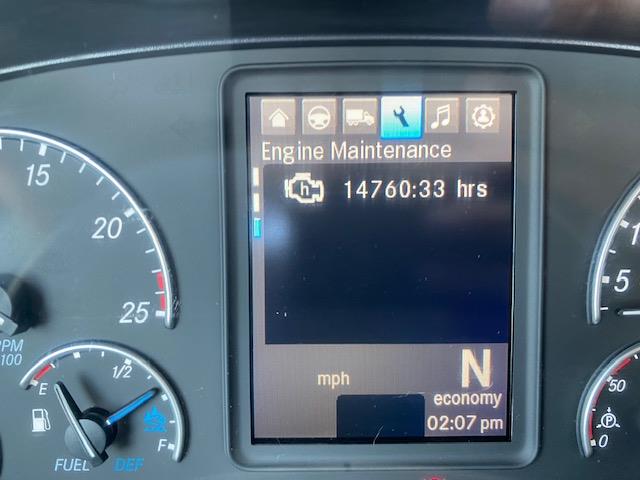 Engine Maintenance
h 14760:33 hrs
mph
N
economy
02:07 pm
15
20
25
RPM
100
E
1/2
F
FUEL DEF
5
50
P
0